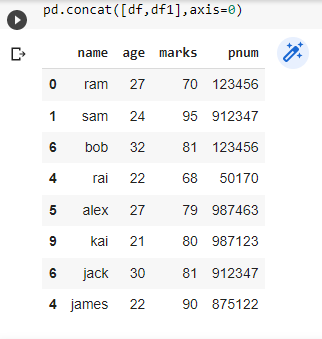 pd.concat([df,df1],axis=0)
name age marks pnum
0 ram 27 70 123456
1 sam 24 95 912347
6 bob 32 81 123456
4 rai 22 68 50170
5 alex 27 79 987463
9 kai 21 80 987123
6 jack 30 81 912347
4 james 22 90 875122